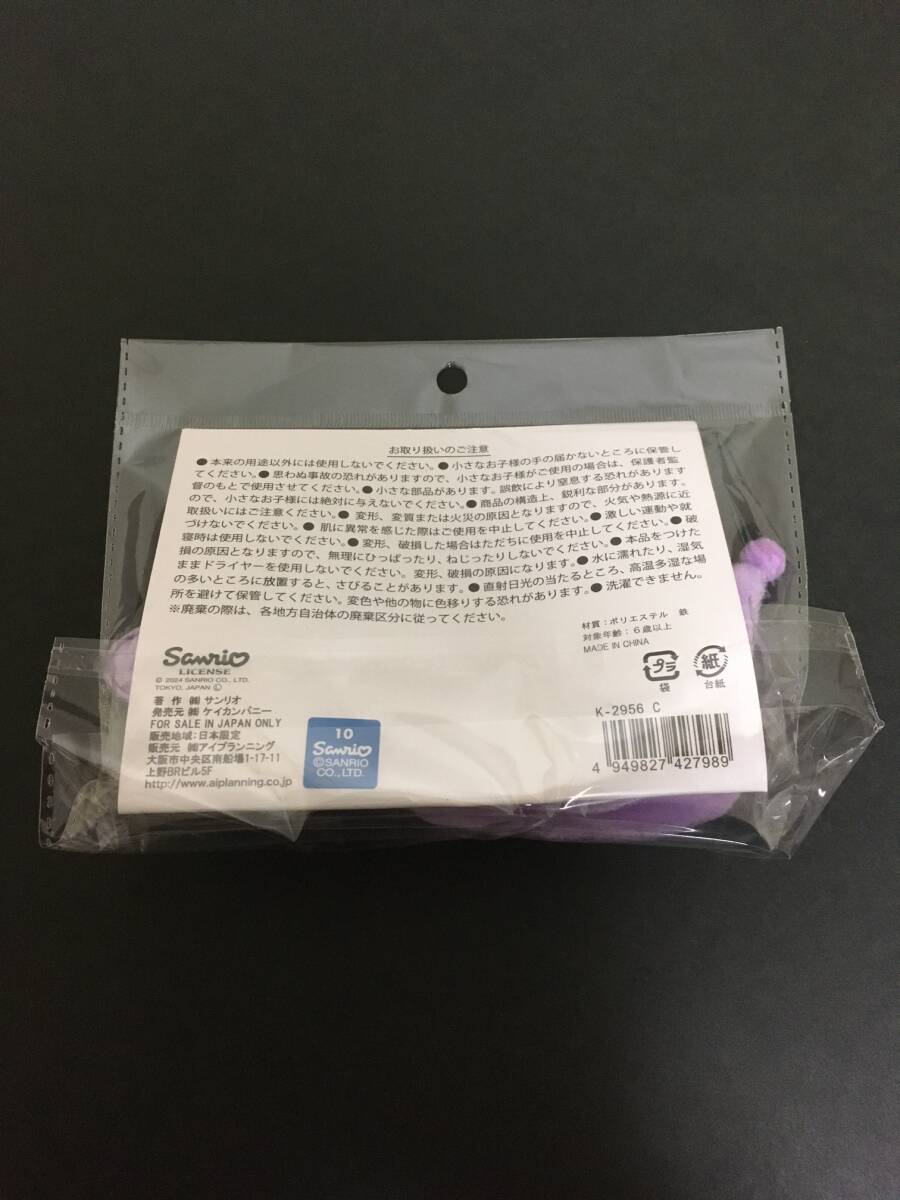 お取り扱いのご注意
●本来の用途以外には使用しないでください。●小さなお子様の手の届かないところに保管し
てください。●思わぬ事故の恐れがありますので、小さなお子様がご使用の場合は、保護者監
督のもとで使用させてください。●小さな部品があります。誤飲により窒息する恐れがあります
ので、小さなお子様には絶対に与えないでください。●商品の構造上、鋭利な部分があります。
取扱いにはご注意ください。●変形、変質または火災の原因となりますので、火気や熱源に近
づけないでください。●肌に異常を感じた際はご使用を中止してください。●激しい運動や就
寝時は使用しないでください。●変形、破損した場合はただちに使用を中止してください。●破
損の原因となりますので、無理にひっぱったり、ねじったりしないでください。●本品をつけた
ままドライヤーを使用しないでください。変形、破損の原因になります。●水に濡れたり、湿気
の多いところに放置すると、さびることがあります。●直射日光の当たるところ、高温多湿な場
所を避けて保管してください。変色や他の物に色移りする恐れがあります。●洗濯できません。
※廃棄の際は、各地方自治体の廃棄区分に従ってください。
材質：ポリエステル 鉄
対象年齢：6歳以上
MADE IN CHINA
プラ
袋
紙
台紙
Sanrio
LICENSE
© 2024 SANRIO CO., LTD.
TOKYO, JAPAN Ⓛ
著 作 ㈱サンリオ
発売元 ㈱ケイカンパニー
FOR SALE IN JAPAN ONLY
販売地域：日本限定
販売元 ㈱アイプランニング
大阪市中央区南船場1-17-11
上野BRビル5F
http://www.aiplanning.co.jp
10
Sanrio
©SANRIO
CO., LTD.
K-2956 C
4 949827 427989